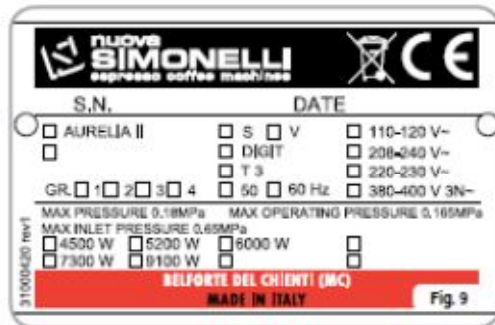 nuova
SIMONELLI
espresso coffee machines
CE
S.N. DATE
AURELIA II S V 110-120 V~
DIGIT 208-240 V~
T 3 220-230 V~
GR. 1 2 3 4 50 60 Hz 380-400 V 3N~
MAX PRESSURE 0,18MPa MAX OPERATING PRESSURE 0,165MPa
MAX INLET PRESSURE 0,65MPa
4500 W 5200 W 6000 W
7300 W 9100 W
31000420 rev1
BELFORTE DEL CHIENTI (MC)
MADE IN ITALY
Fig. 9